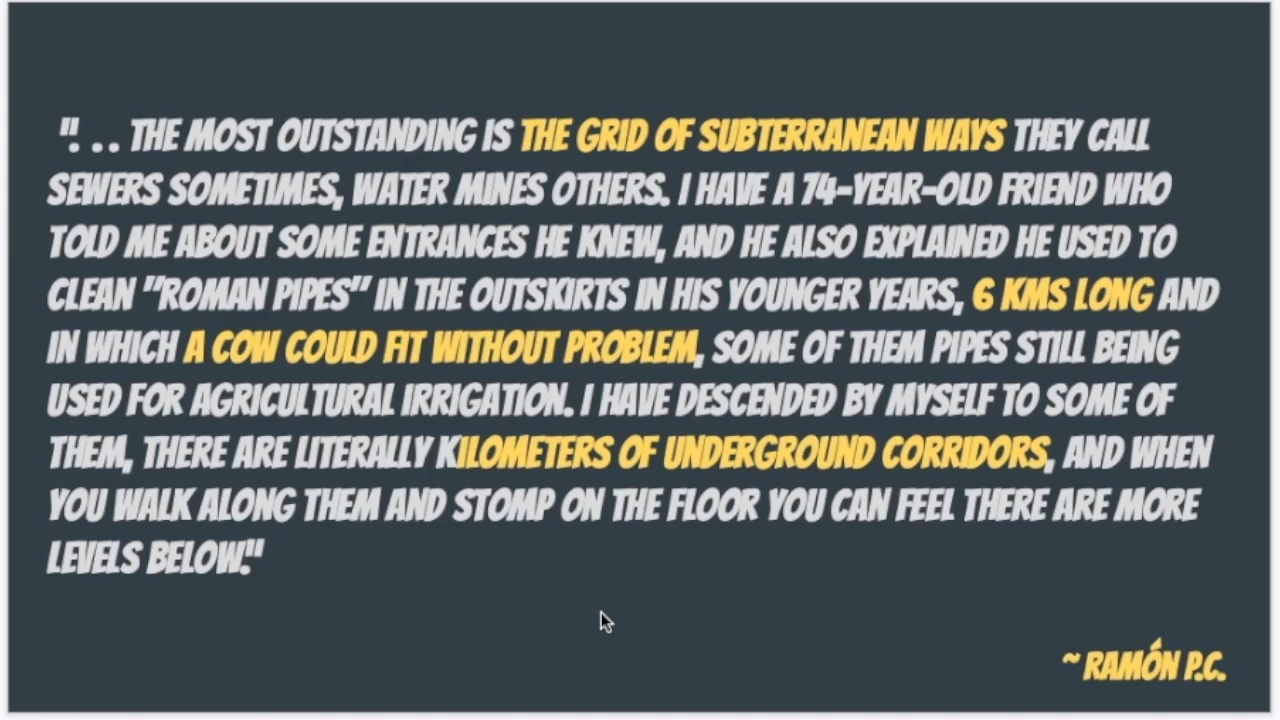 ". . . THE MOST OUTSTANDING IS THE GRID OF SUBTERRANEAN WAYS THEY CALL
SEWERS SOMETIMES, WATER MINES OTHERS. I HAVE A 74-YEAR-OLD FRIEND WHO
TOLD ME ABOUT SOME ENTRANCES HE KNEW, AND HE ALSO EXPLAINED HE USED TO
CLEAN "ROMAN PIPES" IN THE OUTSKIRTS IN HIS YOUNGER YEARS, 6 KMS LONG AND
IN WHICH A COW COULD FIT WITHOUT PROBLEM, SOME OF THEM PIPES STILL BEING
USED FOR AGRICULTURAL IRRIGATION. I HAVE DESCENDED BY MYSELF TO SOME OF
THEM, THERE ARE LITERALLY KILOMETERS OF UNDERGROUND CORRIDORS, AND WHEN
YOU WALK ALONG THEM AND STOMP ON THE FLOOR YOU CAN FEEL THERE ARE MORE
LEVELS BELOW."
~ RAMÓN P.C.